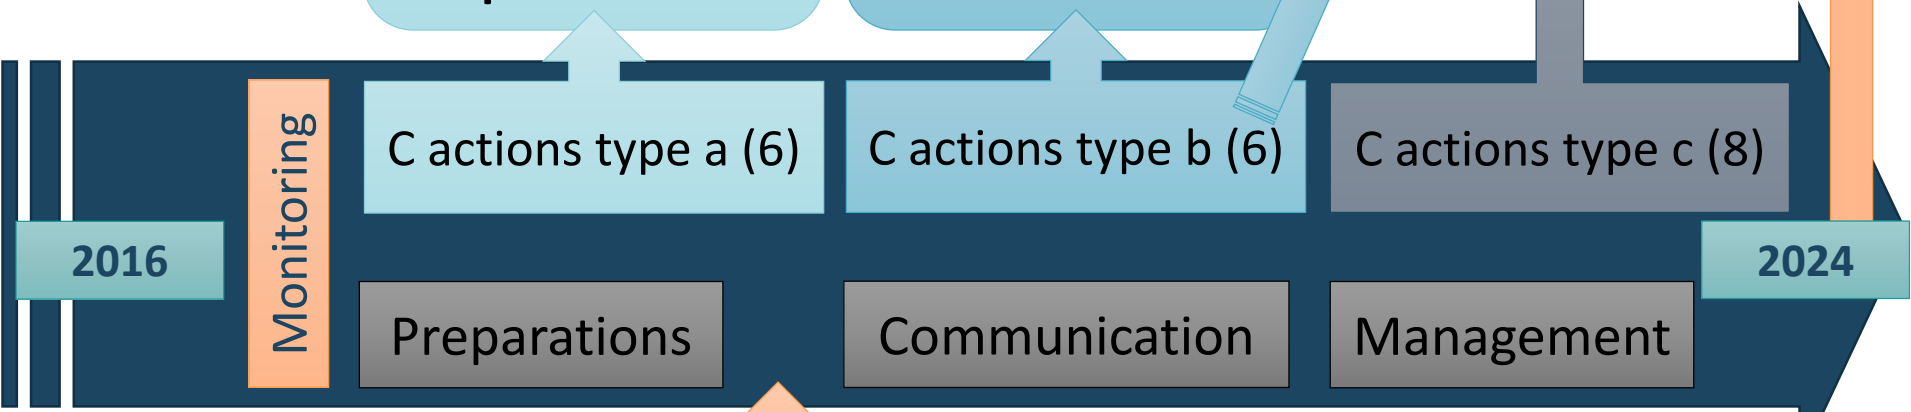 C actions type a (6)
C actions type b (6)
C actions type c (8)
Monitoring
2016
2024
Preparations
Communication
Management